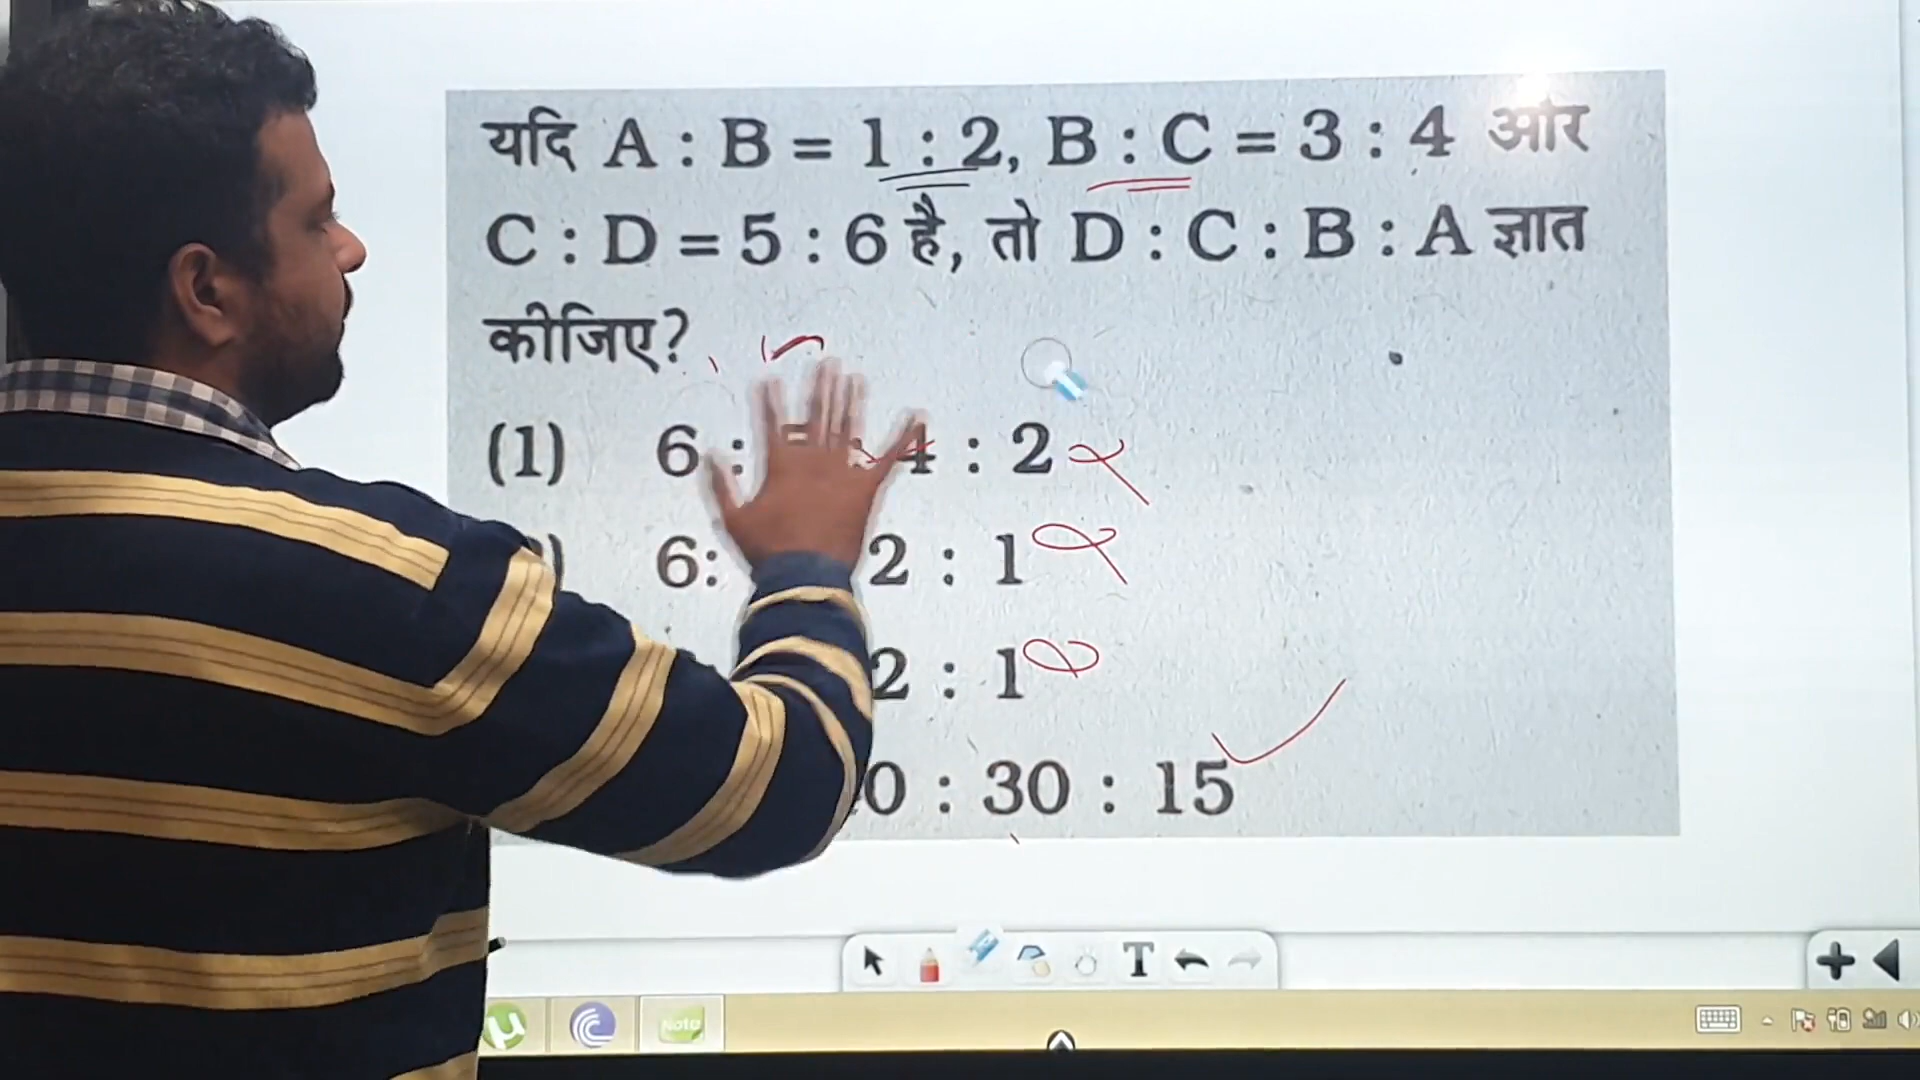 यदि A : B = 1 : 2, B : C = 3 : 4 और
C : D = 5 : 6 है, तो D : C : B : A ज्ञात
कीजिए?
(1) 6 : : 4 : 2
6: 2 : 1
2 : 1
: 30 : 15
T
Note